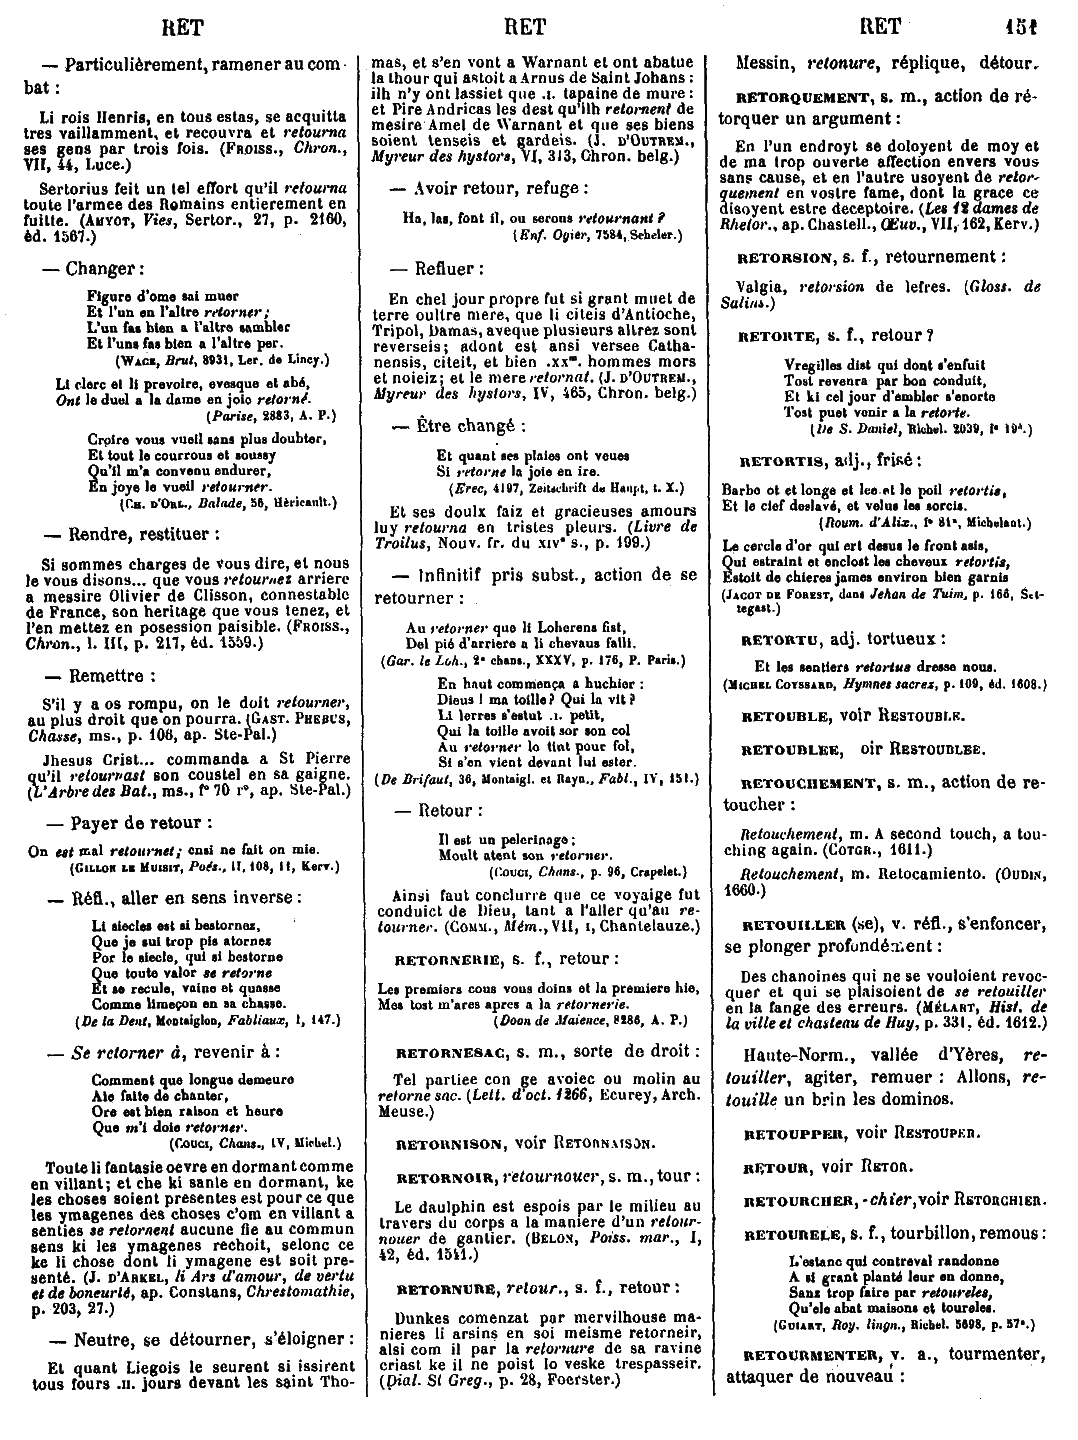 RET
RET
RET 151
— Particulièrement, ramener au com-
bat :
Li rois Henris, en tous estas, se acquitta
tres vaillamment, et recouvra et retourna
ses gens par trois fois. (FROISS., Chron.,
VII, 44, Luce.)
Sertorius feit un tel effort qu'il retourna
toute l'armee des Romains entierement en
fuitte. (AMYOT, Vies, Sertor., 27, p. 2160,
éd. 1567.)
— Changer :
Figure d'ome sai muer
Et l'un en l'altre retorner;
L'un fas bien a l'altre sambler
Et l'uns fas bien a l'altre per.
(WACE, Brut, 8931, Ler. de Lincy.)
Li clerc et li prevoire, evesque et abé,
Ont le duel a la dame en joie retorné.
(Parise, 2883, A. P.)
Croire vous vueil sans plus doubter,
Et tout le courrous et soussy
Qu'il m'a convenu endurer,
En joye le vueil retourner.
(CH. D'ORL., Balade, 56, Héricault.)
— Rendre, restituer :
Si sommes charges de vous dire, et nous
le vous disons... que vous retournez arriere
a messire Olivier de Clisson, connestable
de France, son heritage que vous tenez, et
l'en mettez en posession paisible. (FROISS.,
Chron., l. III, p. 217, éd. 1559.)
— Remettre :
S'il y a os rompu, on le doit retourner,
au plus droit que on pourra. (GAST. PHEBUS,
Chasse, ms., p. 106, ap. Ste-Pal.)
Jhesus Crist... commanda a St Pierre
qu'il retournast son coustel en sa gaigne.
(L'Arbre des Bat., ms., f° 70 r°, ap. Ste-Pal.)
— Payer de retour :
On est mal retournet; ensi ne fait on mie.
(GILLON LE MUISIT, Poés., II, 108, 11, Kerv.)
— Réfl., aller en sens inverse :
Li siecles est si bestornez,
Que je sui trop pis atornez
Por le siecle, qui si bestorne
Que toute valor se retorne
Et se recule, vaine et quasse
Comme limeçon en sa chasse.
(De la Dent, Montaiglon, Fabliaux, I, 147.)
— Se retorner à, revenir à :
Comment que longue demeure
Aie faite de chanter,
Ore est bien raison et heure
Que m'i doie retorner.
(COUCI, Chans., IV, Michel.)
Toute li fantasie oevre en dormant comme
en villant; et che ki sanle en dormant, ke
les choses soient presentes est pour ce que
les ymagenes des choses c'om en villant a
senties se retornent aucune fie au commun
sens ki les ymagenes rechoit, selonc ce
ke li chose dont li ymagene est soit pre-
senté. (J. D'ARKEL, li Ars d'amour, de vertu
et de boneurté, ap. Constans, Chrestomathie,
p. 203, 27.)
— Neutre, se détourner, s'éloigner :
Et quant Liegois le seurent si issirent
tous fours .II. jours devant les saint Tho-
mas, et s'en vont a Warnant et ont abatue
la thour qui astoit a Arnus de Saint Johans :
ilh n'y ont lassiet que .I. tapaine de mure :
et Pire Andricas les dest qu'ilh retornent de
mesire Amel de Warnant et que ses biens
soient tenseis et gardeis. (J. D'OUTREM.,
Myreur des hystors, VI, 313, Chron. belg.)
— Avoir retour, refuge :
Ha, las, font il, ou serons retournant ?
(Enf. Ogier, 7584, Scheler.)
— Refluer :
En chel jour propre fut si grant muet de
terre oultre mere, que li citeis d'Antioche,
Tripol, Damas, aveque plusieurs altrez sont
reverseis; adont est ansi versee Catha-
nensis, citeit, et bien .xxm. hommes mors
et noieiz; et le mere retornat. (J. D'OUTREM.,
Myreur des hystors, IV, 465, Chron. belg.)
— Être changé :
Et quant ses plaies ont veues
Si retorne la joie en ire.
(Erec, 4197, Zeitschrift de Haupt, t. X.)
Et ses doulx faiz et gracieuses amours
luy retourna en tristes pleurs. (Livre de
Troilus, Nouv. fr. du xiv° s., p. 199.)
— Infinitif pris subst., action de se
retourner :
Au retorner que li Loherens fist,
Del pié d'arriere a li chevaus falli.
(Gar. le Loh., 2° chans., XXXV, p. 176, P. Paris.)
En haut commença a huchier :
Dieus ! ma toille? Qui la vit?
Li lerres s'estut .I. petit,
Qui la toille avoit sor son col
Au retorner lo tint pour fol,
Si s'en vient devant lui ester.
(De Brifaut, 36, Montaigl. et Rayn., Fabl., IV, 151.)
— Retour :
Il est un pelerinage;
Moult atent son retorner.
(COUCI, Chans., p. 96, Crapelet.)
Ainsi faut conclurre que ce voyaige fut
conduict de Dieu, tant a l'aller qu'au re-
tourner. (COMM., Mém., VII, I, Chantelauze.)
RETORNERIE, s. f., retour :
Les premiers cous vous doins et la premiere hie,
Mes tost m'ares apres a la retornerie.
(Doon de Maience, 8286, A. P.)
RETORNESAC, s. m., sorte de droit :
Tel partiee con ge avoiec ou molin au
retorne sac. (Lett. d'oct. 1266, Ecurey, Arch.
Meuse.)
RETORNISON, voir RETORNAISON.
RETORNOIR, retournouer, s. m., tour :
Le daulphin est espois par le milieu au
travers du corps a la maniere d'un retour-
nouer de gantier. (BELON, Poiss. mar., I,
42, éd. 1541.)
RETORNURE, retour., s. f., retour :
Dunkes comenzat par mervilhouse ma-
nieres li arsins en soi meisme retorneir,
alsi com il par la retornure de sa ravine
criast ke il ne poist lo veske trespasseir.
(Dial. St Greg., p. 28, Foerster.)
Messin, retonure, réplique, détour.
RETORQUEMENT, s. m., action de ré-
torquer un argument :
En l'un endroyt se doloyent de moy et
de ma trop ouverte affection envers vous
sans cause, et en l'autre usoyent de retor-
quement en vostre fame, dont la grace ce
disoyent estre deceptoire. (Les 12 dames de
Rhetor., ap. Chastell., Œuv., VII, 162, Kerv.)
RETORSION, s. f., retournement :
Valgia, retorsion de lefres. (Gloss. de
Salins.)
RETORTE, s. f., retour ?
Vregilles dist qui dont s'enfuit
Tost revenra par bon conduit,
Et ki cel jour d'embler s'enorte
Tost puet venir a la retorte.
(De S. Daniel, Richel. 2039, f° 19d.)
RETORTIS, adj., frisé :
Barbe ot et longe et lee et le poil retortis,
Et le clef deslavé, et velus les sorcis.
(Roum. d'Alix., f° 81a, Michelant.)
Le cercle d'or qui ert desus le front asis,
Qui estraint et enclost les cheveux retortis,
Estoit de chieres james environ bien garnis
(JACOT DE FOREST, dans Jehan de Tuim, p. 166, Set-
tegast.)
RETORTU, adj. tortueux :
Et les sentiers retortus dresse nous.
(MICHEL COYSSARD, Hymnes sacrez, p. 109, éd. 1608.)
RETOUBLE, voir RESTOUBLE.
RETOUBLEE, oir RESTOUBLEE.
RETOUCHEMENT, s. m., action de re-
toucher :
Retouchement, m. A second touch, a tou-
ching again. (COTGR., 1611.)
Retouchement, m. Retocamiento. (OUDIN,
1660.)
RETOUILLER (se), v. réfl., s'enfoncer,
se plonger profondément :
Des chanoines qui ne se vouloient revoc-
quer et qui se plaisoient de se retouiller
en la fange des erreurs. (MÉLART, Hist. de
la ville et chasteau de Huy, p. 331, éd. 1612.)
Haute-Norm., vallée d'Yères, re-
touiller, agiter, remuer : Allons, re-
touille un brin les dominos.
RETOUPPER, voir RESTOUPER.
RETOUR, voir RETOR.
RETOURCHER, -chier, voir RETORCHIER.
RETOURELE, s. f., tourbillon, remous :
L'estanc qui contreval randonne
A si grant planté leur en donne,
Sanz trop faire par retoureles,
Qu'ele abat maisons et toureles.
(GUIART, Roy. lingn., Richel. 5698, p. 57a.)
RETOURMENTER, v. a., tourmenter,
attaquer de nouveau :